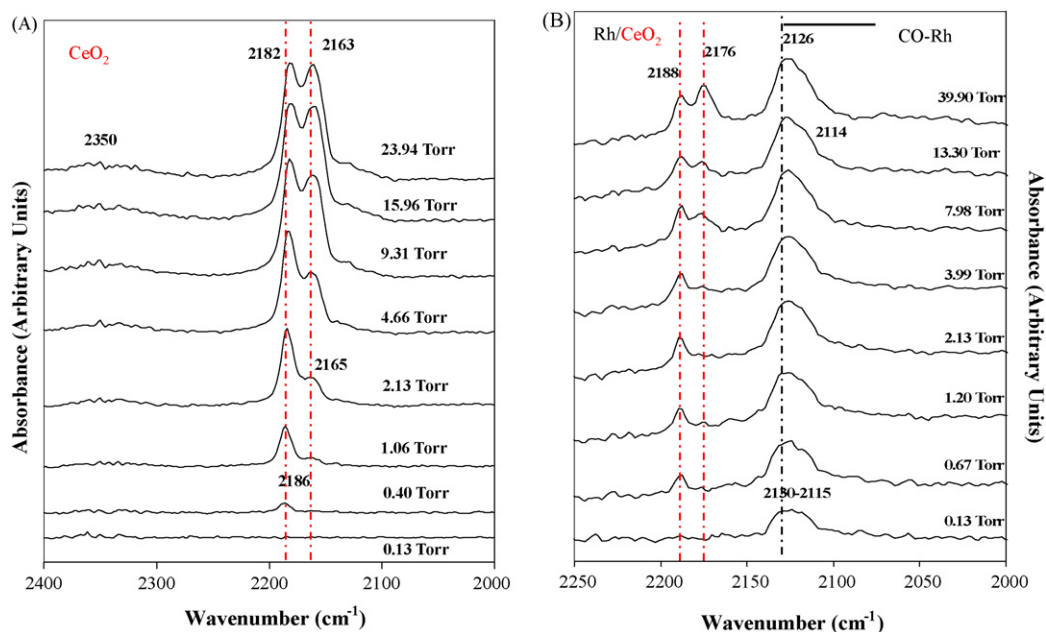 (A)
CeO2
2182
2163
2350
23.94 Torr
15.96 Torr
9.31 Torr
4.66 Torr
2165
2.13 Torr
1.06 Torr
2186
0.40 Torr
0.13 Torr
2400 2300 2200 2100 2000
Wavenumber (cm-1)
Absorbance (Arbitrary Units)
(B)
Rh/CeO2
2126
CO-Rh
2176
2188
39.90 Torr
2114
13.30 Torr
7.98 Torr
3.99 Torr
2.13 Torr
1.20 Torr
0.67 Torr
2130-2115
0.13 Torr
2250 2200 2150 2100 2050 2000
Wavenumber (cm-1)
Absorbance (Arbitrary Units)